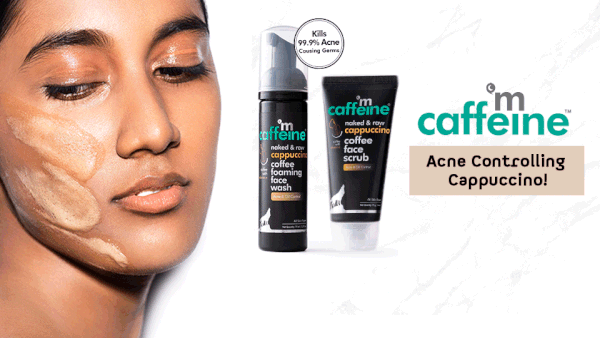 Kills
99.9% Acne
Causing Germs
'm
caffeine
naked & raw
cappuccino
coffee
foaming
face
wash
'm
caffeine
naked & raw
cappuccino
coffee
face
scrub
'm
caffeine™
Acne Controlling
Cappuccino!